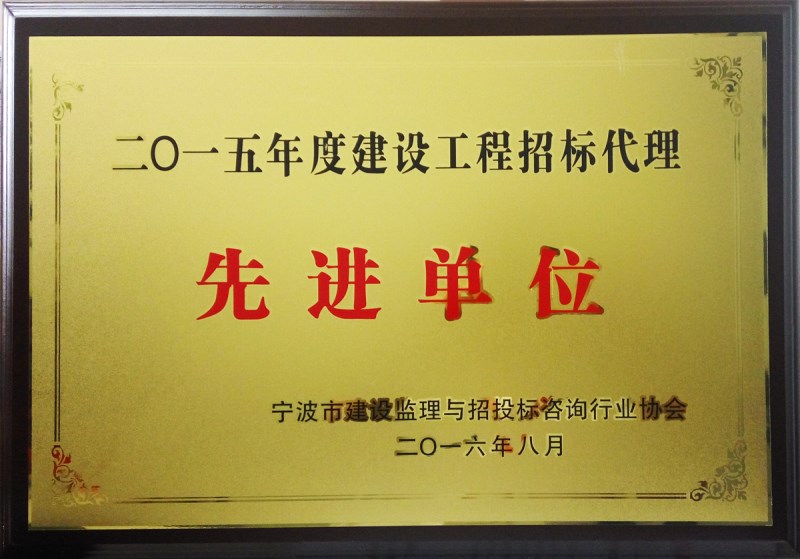 二〇一五年度建设工程招标代理
先进单位
宁波市建设监理与招投标咨询行业协会
二〇一六年八月